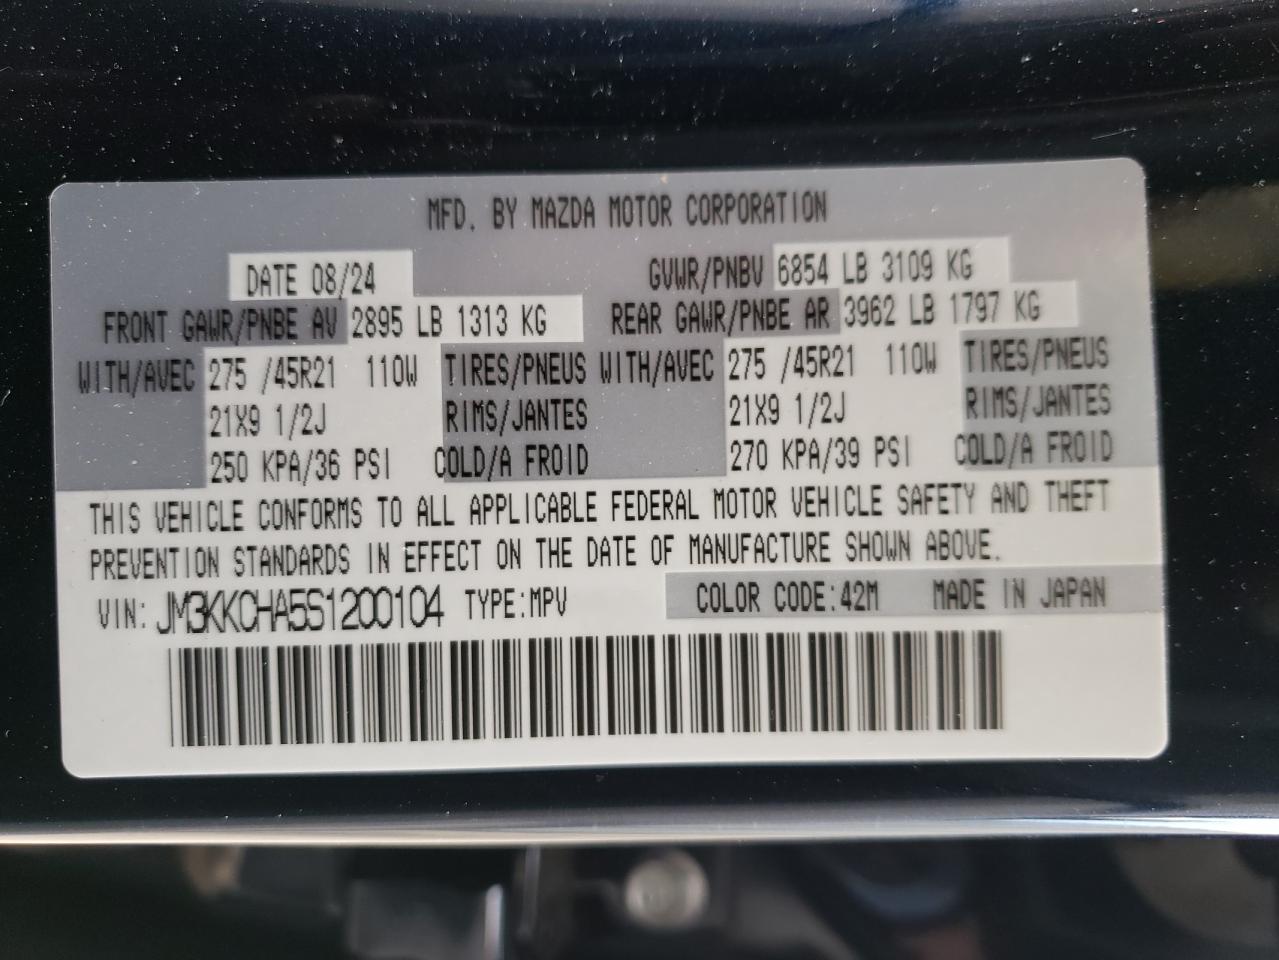 MFD. BY MAZDA MOTOR CORPORATION
DATE 08/24 GVWR/PNBV 6854 LB 3109 KG
FRONT GAWR/PNBE AV 2895 LB 1313 KG REAR GAWR/PNBE AR 3962 LB 1797 KG
WITH/AVEC 275 /45R21 110W TIRES/PNEUS WITH/AVEC 275 /45R21 110W TIRES/PNEUS
21X9 1/2J RIMS/JANTES 21X9 1/2J RIMS/JANTES
250 KPA/36 PSI COLD/A FROID 270 KPA/39 PSI COLD/A FROID
THIS VEHICLE CONFORMS TO ALL APPLICABLE FEDERAL MOTOR VEHICLE SAFETY AND THEFT
PREVENTION STANDARDS IN EFFECT ON THE DATE OF MANUFACTURE SHOWN ABOVE.
VIN: JM3KKCHA5S1200104 TYPE:MPV COLOR CODE:42M MADE IN JAPAN